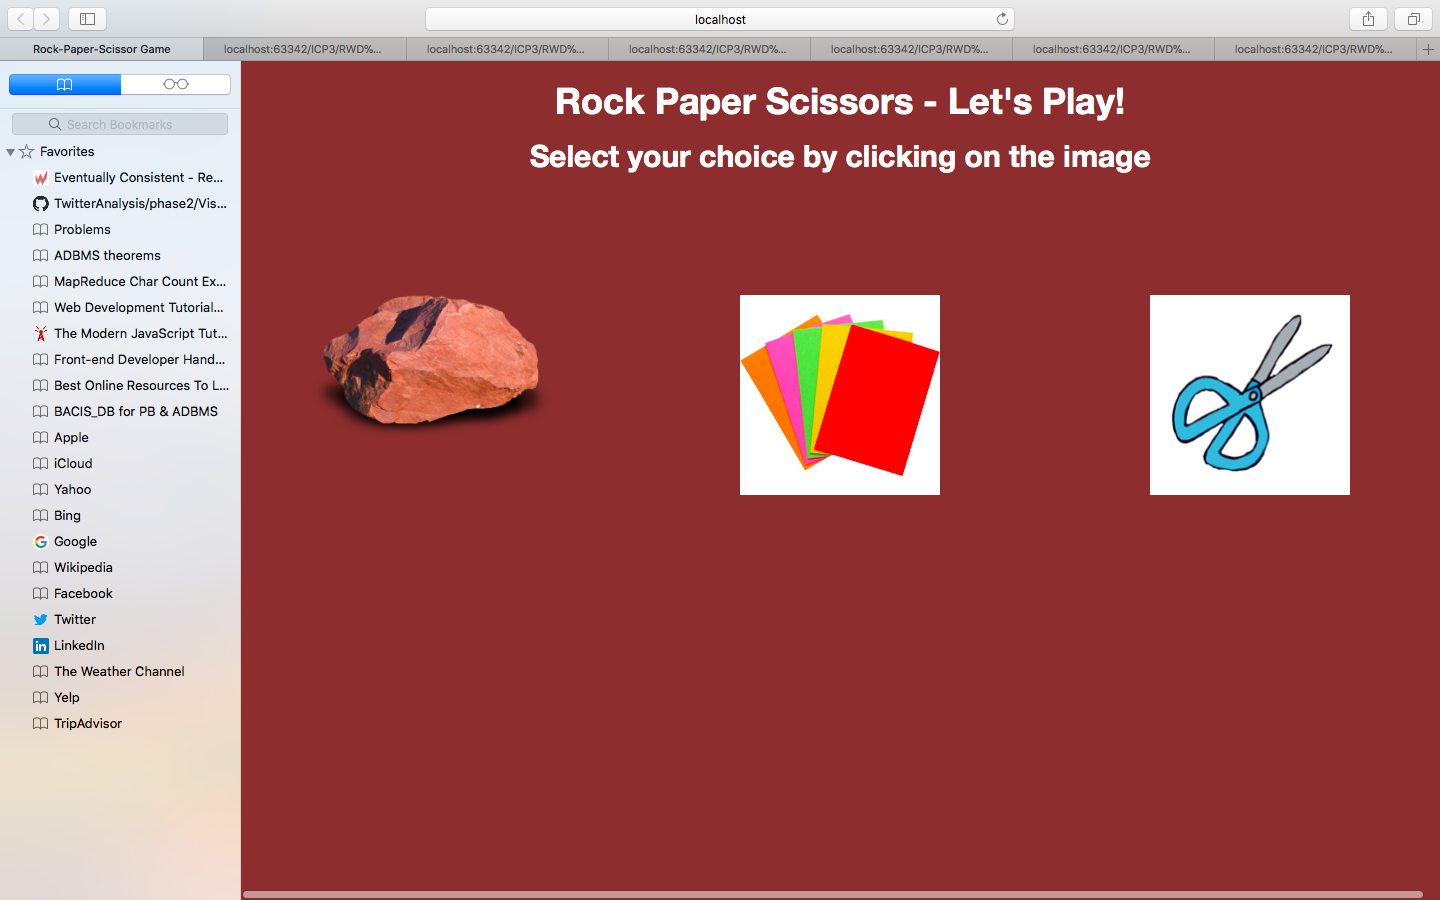 localhost
Rock-Paper-Scissor Game
localhost:63342/ICP3/RWD%...
localhost:63342/ICP3/RWD%...
localhost:63342/ICP3/RWD%...
localhost:63342/ICP3/RWD%...
localhost:63342/ICP3/RWD%...
localhost:63342/ICP3/RWD%...
Search Bookmarks
Favorites
Eventually Consistent - Re...
TwitterAnalysis/phase2/Vis...
Problems
ADBMS theorems
MapReduce Char Count Ex...
Web Development Tutorial...
The Modern JavaScript Tut...
Front-end Developer Hand...
Best Online Resources To L...
BACIS_DB for PB & ADBMS
Apple
iCloud
Yahoo
Bing
Google
Wikipedia
Facebook
Twitter
LinkedIn
The Weather Channel
Yelp
TripAdvisor
Rock Paper Scissors - Let's Play!
Select your choice by clicking on the image